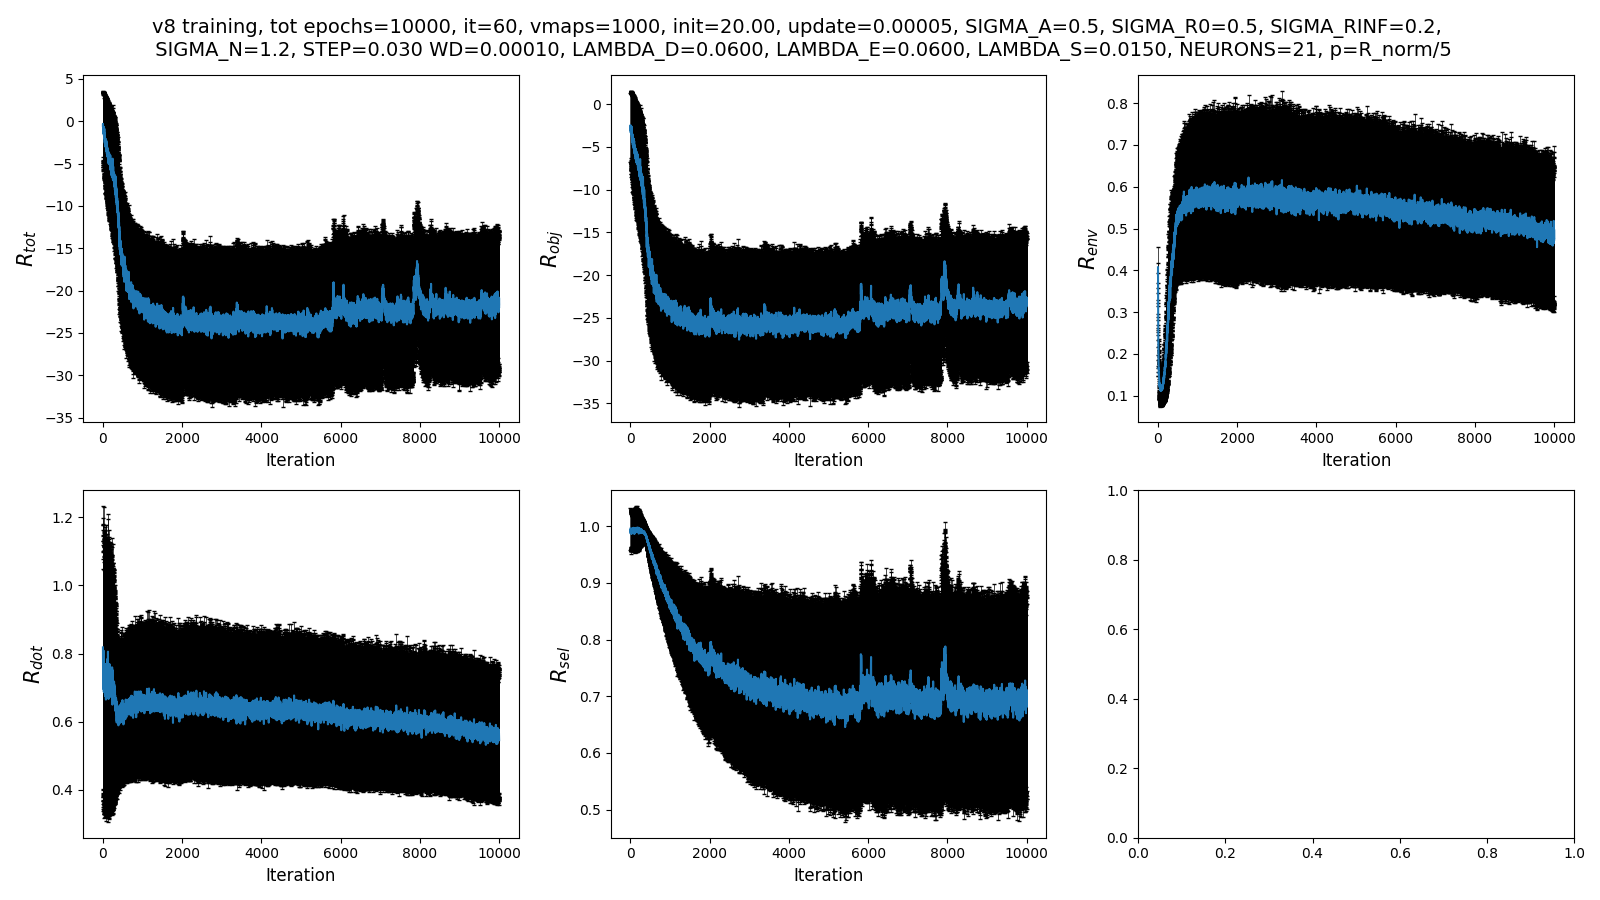 v8 training, tot epochs=10000, it=60, vmaps=1000, init=20.00, update=0.00005, SIGMA_A=0.5, SIGMA_R0=0.5, SIGMA_RINF=0.2,
SIGMA_N=1.2, STEP=0.030 WD=0.00010, LAMBDA_D=0.0600, LAMBDA_E=0.0600, LAMBDA_S=0.0150, NEURONS=21, p=R_norm/5
R_tot
5
0
−5
−10
−15
−20
−25
−30
−35
0 2000 4000 6000 8000 10000
Iteration
R_obj
0
−5
−10
−15
−20
−25
−30
−35
0 2000 4000 6000 8000 10000
Iteration
R_env
0.8
0.7
0.6
0.5
0.4
0.3
0.2
0.1
0 2000 4000 6000 8000 10000
Iteration
R_dot
1.2
1.0
0.8
0.6
0.4
0 2000 4000 6000 8000 10000
Iteration
R_sel
1.0
0.9
0.8
0.7
0.6
0.5
0 2000 4000 6000 8000 10000
Iteration
1.0
0.8
0.6
0.4
0.2
0.0
0.0 0.2 0.4 0.6 0.8 1.0